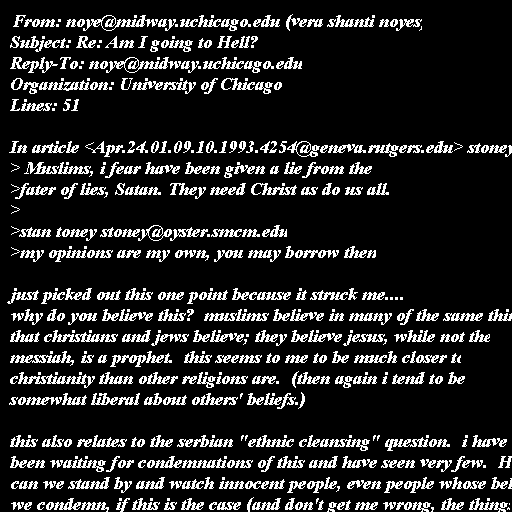 From: noye@midway.uchicago.edu (vera shanti noyes)
Subject: Re: Am I going to Hell?
Reply-To: noye@midway.uchicago.edu
Organization: University of Chicago
Lines: 51

In article <Apr.24.01.09.10.1993.4254@geneva.rutgers.edu> stoney
> Muslims, i fear have been given a lie from the
>fater of lies, Satan. They need Christ as do us all.
>
>stan toney stoney@oyster.smcm.edu
>my opinions are my own, you may borrow then

just picked out this one point because it struck me....
why do you believe this?  muslims believe in many of the same thin
that christians and jews believe; they believe jesus, while not the
messiah, is a prophet.  this seems to me to be much closer to
christianity than other religions are.  (then again i tend to be
somewhat liberal about others' beliefs.)

this also relates to the serbian "ethnic cleansing" question.  i have
been waiting for condemnations of this and have seen very few.  H
can we stand by and watch innocent people, even people whose bel
we condemn, if this is the case (and don't get me wrong, the thing